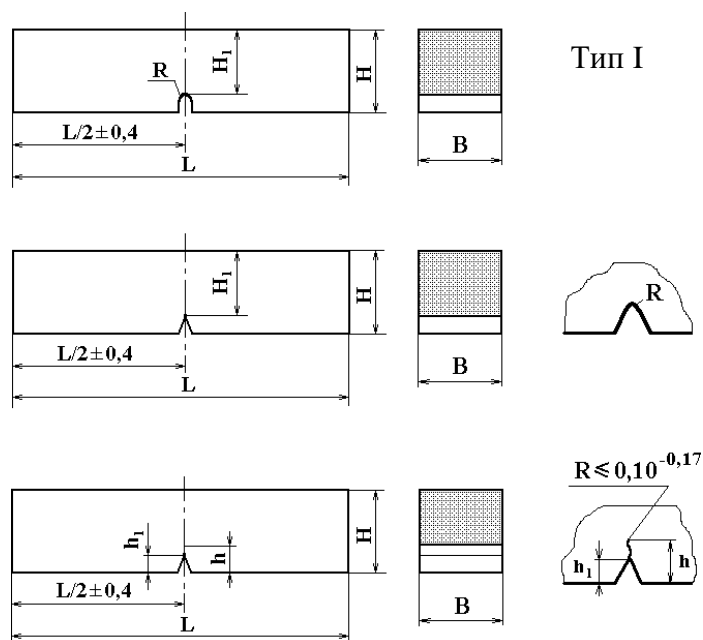 Тип I
H₁
R
H
L/2±0,4
B
L
H₁
H
R
L/2±0,4
B
L
R ≤ 0,10⁻⁰,¹⁷
h₁
h
H
h₁
h
L/2±0,4
B
L